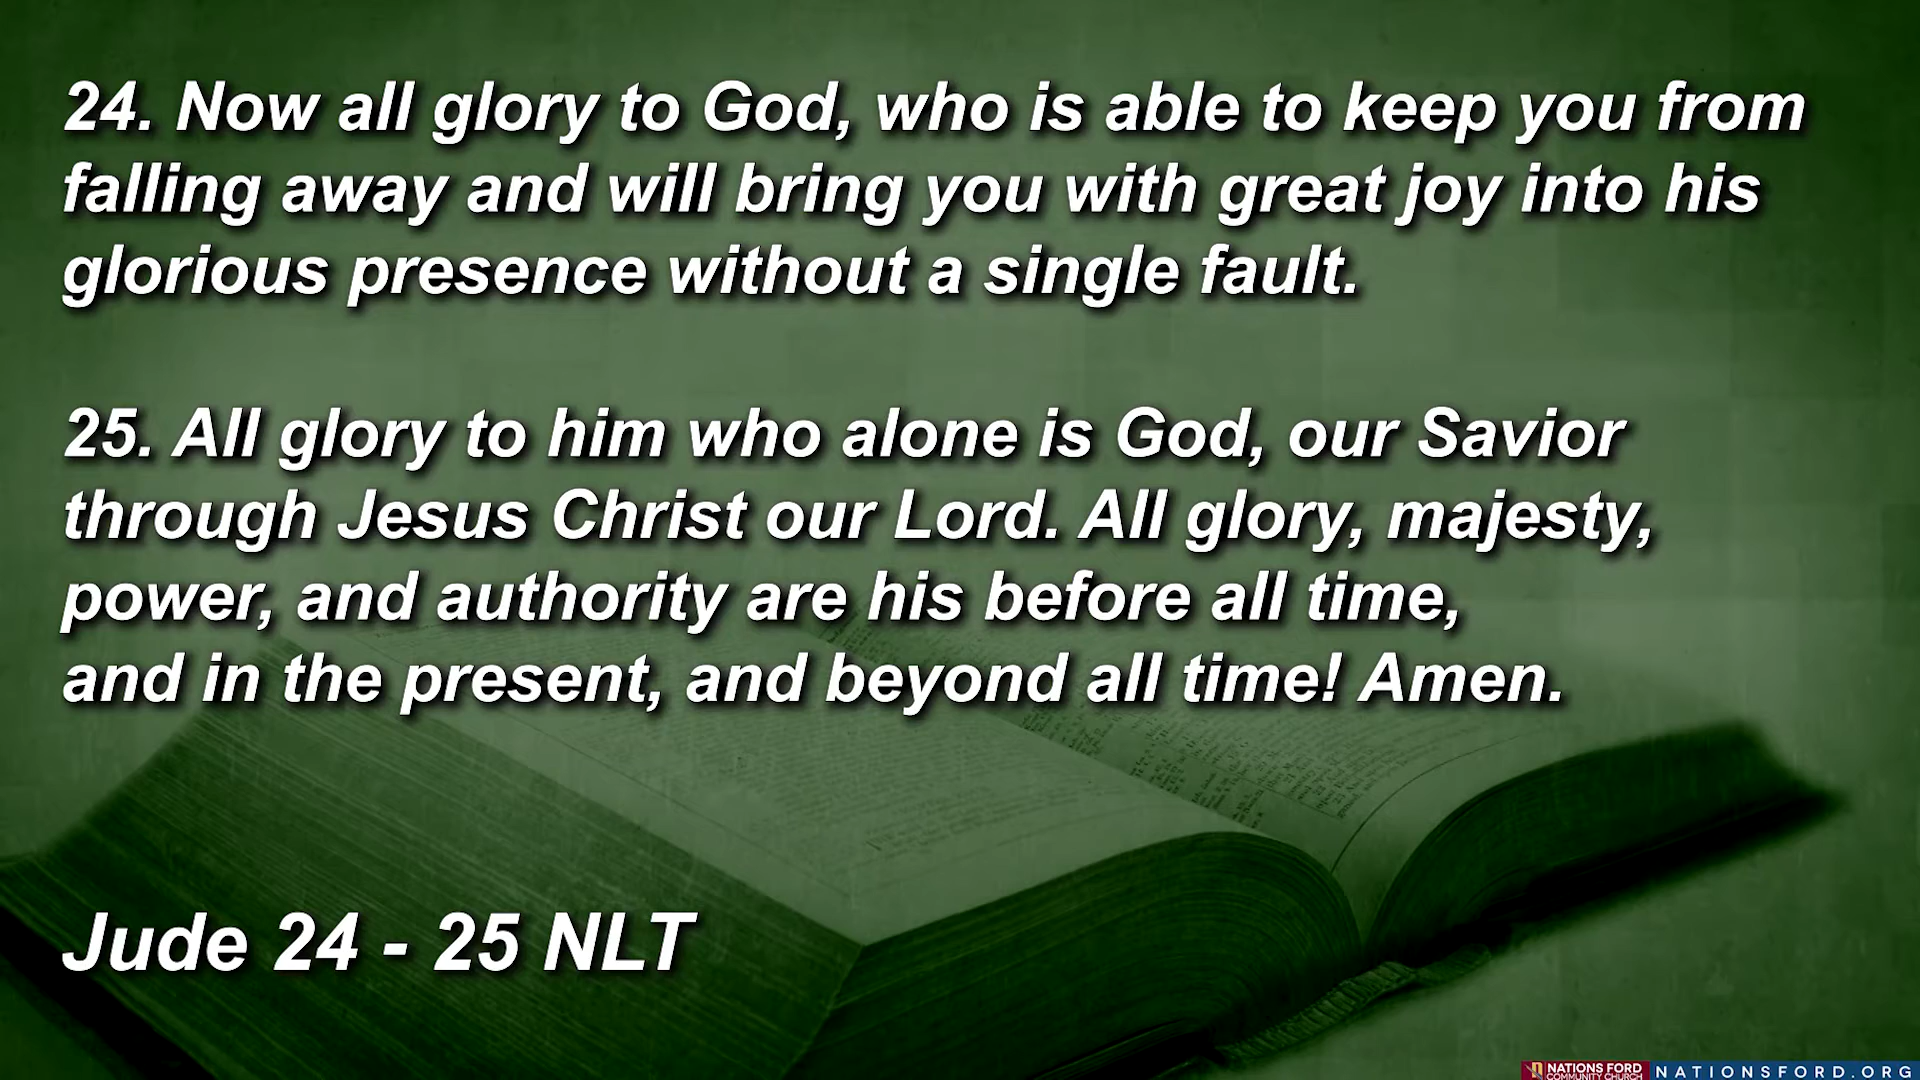 24. Now all glory to God, who is able to keep you from
falling away and will bring you with great joy into his
glorious presence without a single fault.
25. All glory to him who alone is God, our Savior
through Jesus Christ our Lord. All glory, majesty,
power, and authority are his before all time,
and in the present, and beyond all time! Amen.
Jude 24 - 25 NLT
NATIONS FORD
COMMUNITY CHURCH
NATIONSFORD.ORG